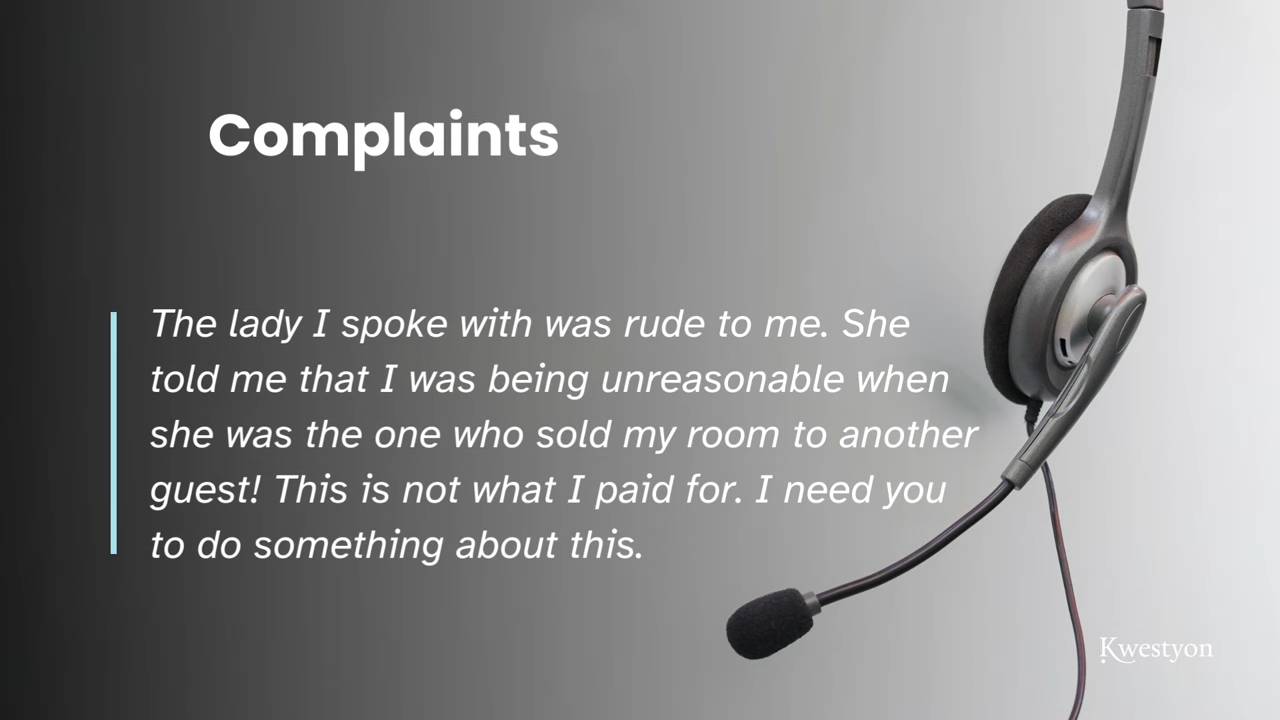 Complaints
The lady I spoke with was rude to me. She
told me that I was being unreasonable when
she was the one who sold my room to another
guest! This is not what I paid for. I need you
to do something about this.
Kwestyon